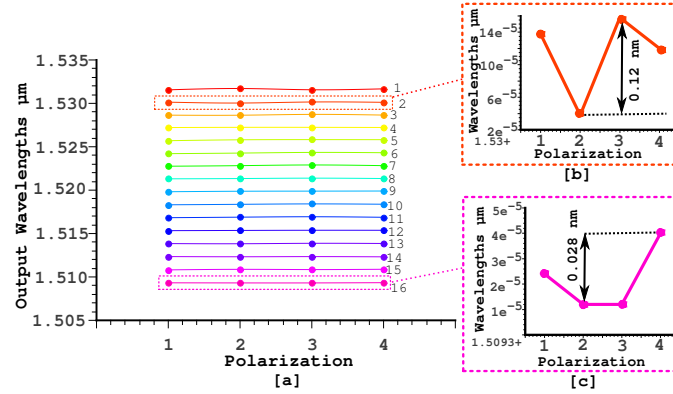 Output Wavelengths µm
1.535
1.530
1.525
1.520
1.515
1.510
1.505
1
2
3
4
5
6
7
8
9
10
11
12
13
14
15
16
1 2 3 4
Polarization
[a]
Wavelengths µm
14e-5
10e-5
6e-5
2e-5
1.53+
0.12 nm
1 2 3 4
Polarization
[b]
Wavelengths µm
5e-5
4e-5
3e-5
2e-5
1e-5
1.5093+
0.028 nm
1 2 3 4
Polarization
[c]